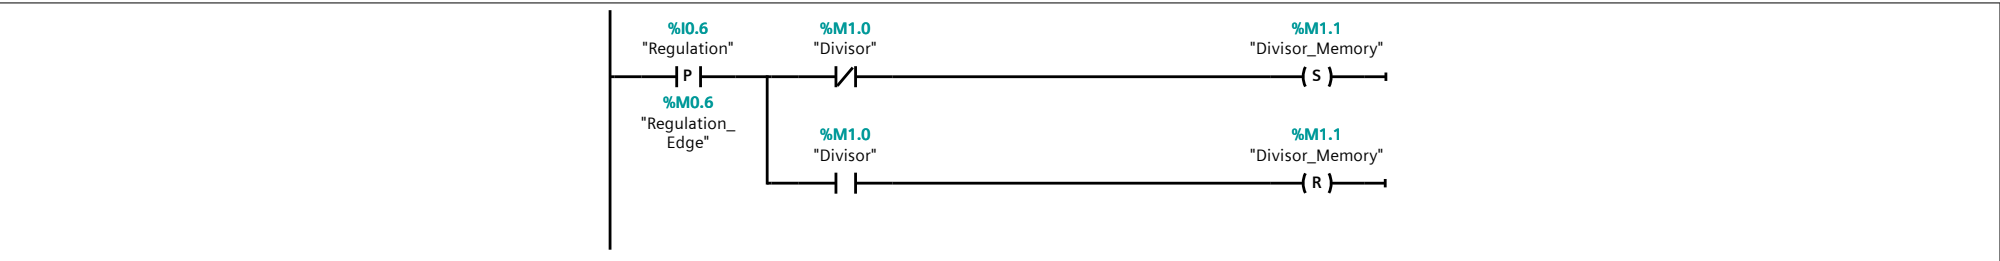 %I0.6
"Regulation"
P
%M0.6
"Regulation_
Edge"
%M1.0
"Divisor"
%M1.1
"Divisor_Memory"
S
%M1.0
"Divisor"
%M1.1
"Divisor_Memory"
R